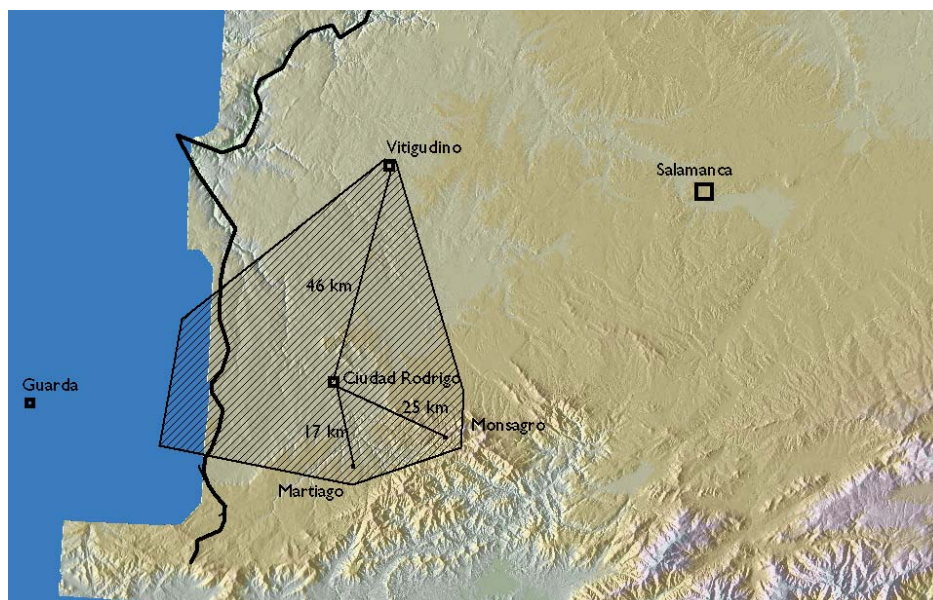 Vitigudino
Salamanca
46 km
Guarda
Ciudad Rodrigo
25 km
Monsagro
17 km
Martiago